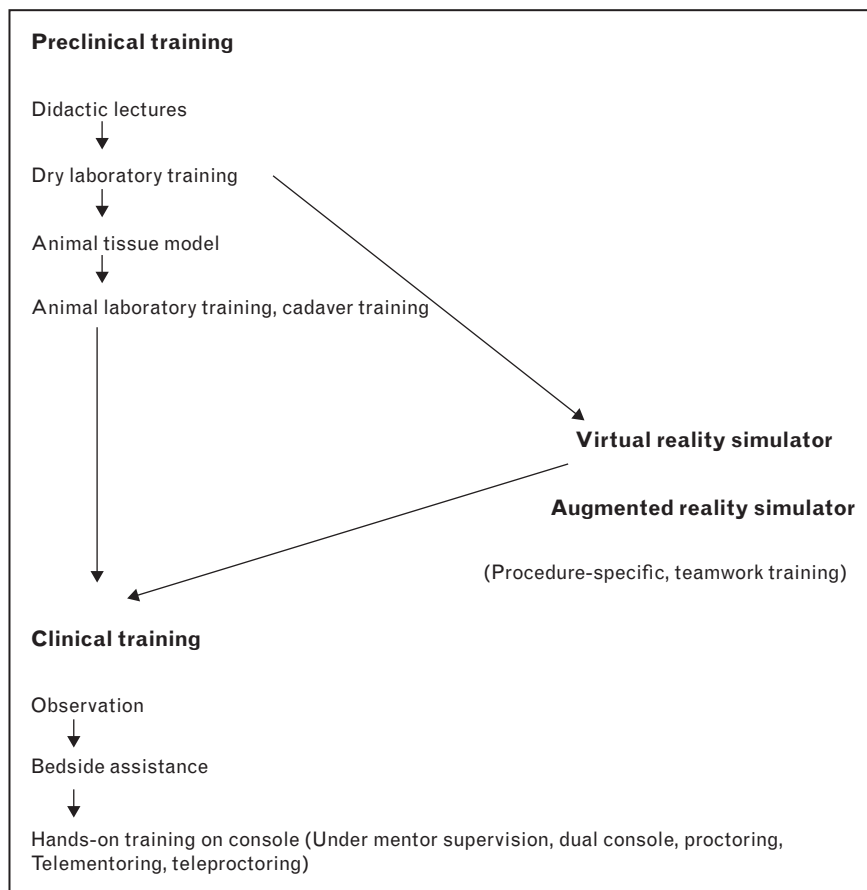 Preclinical training
Didactic lectures
Dry laboratory training
Animal tissue model
Animal laboratory training, cadaver training
Virtual reality simulator
Augmented reality simulator
(Procedure-specific, teamwork training)
Clinical training
Observation
Bedside assistance
Hands-on training on console (Under mentor supervision, dual console, proctoring,
Telementoring, teleproctoring)